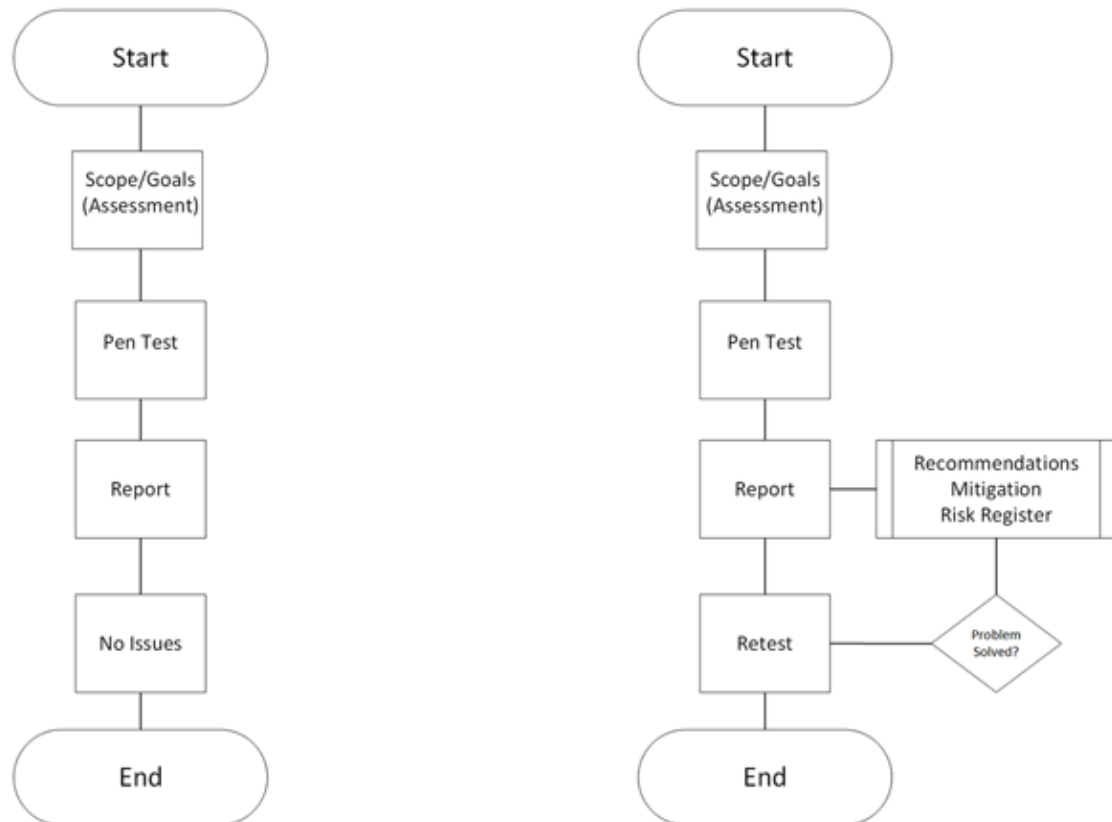 Start
Scope/Goals
(Assessment)
Pen Test
Report
No Issues
End
Start
Scope/Goals
(Assessment)
Pen Test
Report
Recommendations
Mitigation
Risk Register
Retest
Problem
Solved?
End